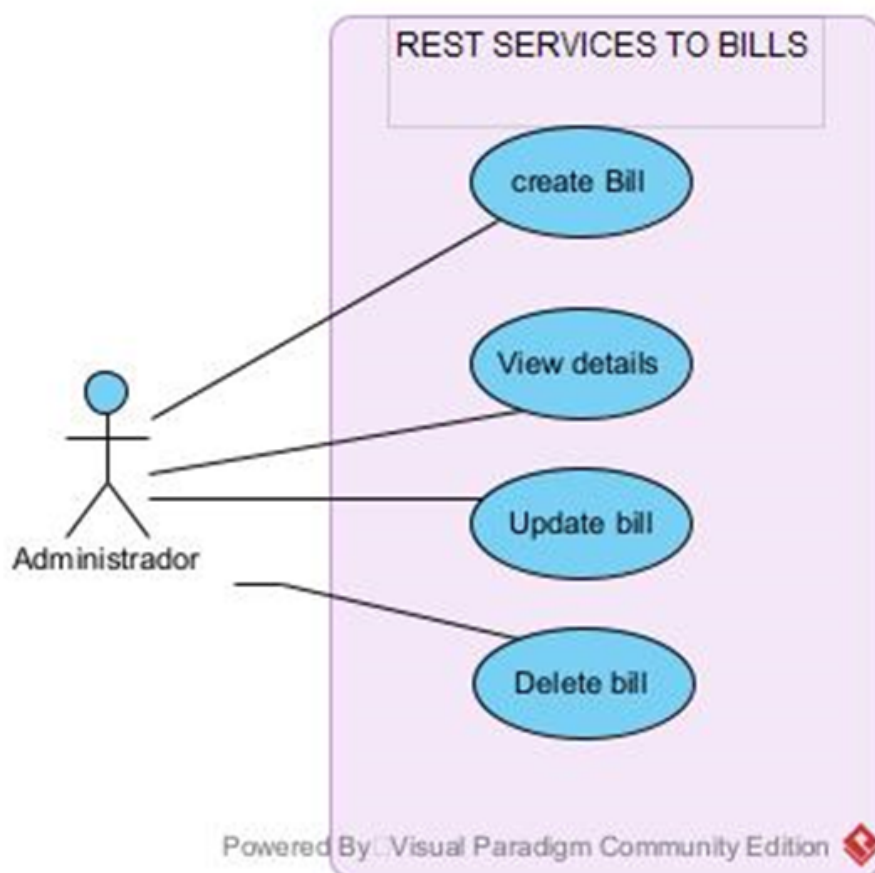 REST SERVICES TO BILLS
create Bill
View details
Update bill
Administrador
Delete bill
Powered By Visual Paradigm Community Edition